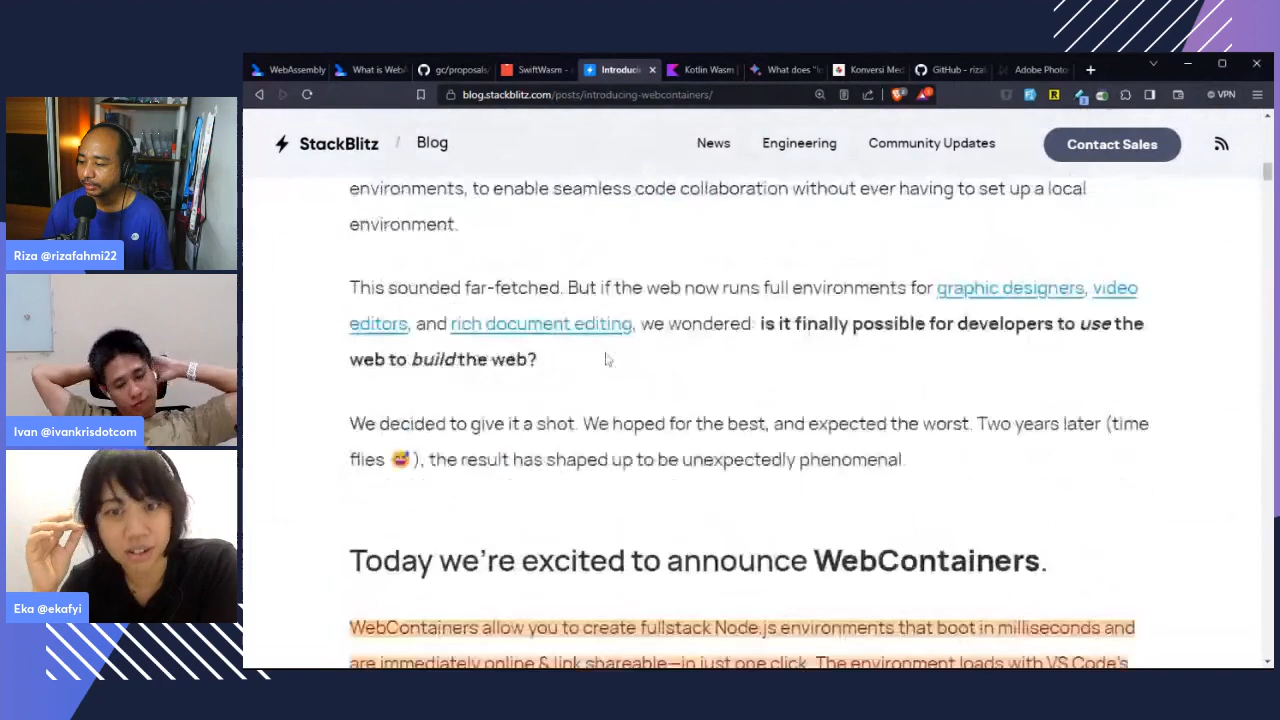 WebAssembly
What is Web
gc/proposals
SwiftWasm -
Introduci
Kotlin Wasm
What does "
Konversi Med
GitHub - riza
Adobe Photo
blog.stackblitz.com/posts/introducing-webcontainers/
VPN
StackBlitz / Blog
News
Engineering
Community Updates
Contact Sales
environments, to enable seamless code collaboration without ever having to set up a local
environment.
This sounded far-fetched. But if the web now runs full environments for graphic designers, video
editors, and rich document editing, we wondered: is it finally possible for developers to use the
web to build the web?
We decided to give it a shot. We hoped for the best, and expected the worst. Two years later (time
flies 😅), the result has shaped up to be unexpectedly phenomenal.
Today we're excited to announce WebContainers.
WebContainers allow you to create fullstack Node.js environments that boot in milliseconds and
are immediately online & link shareable—in just one click. The environment loads with VS Code's
Riza @rizafahmi22
Ivan @ivankrisdotcom
Eka @ekafyi